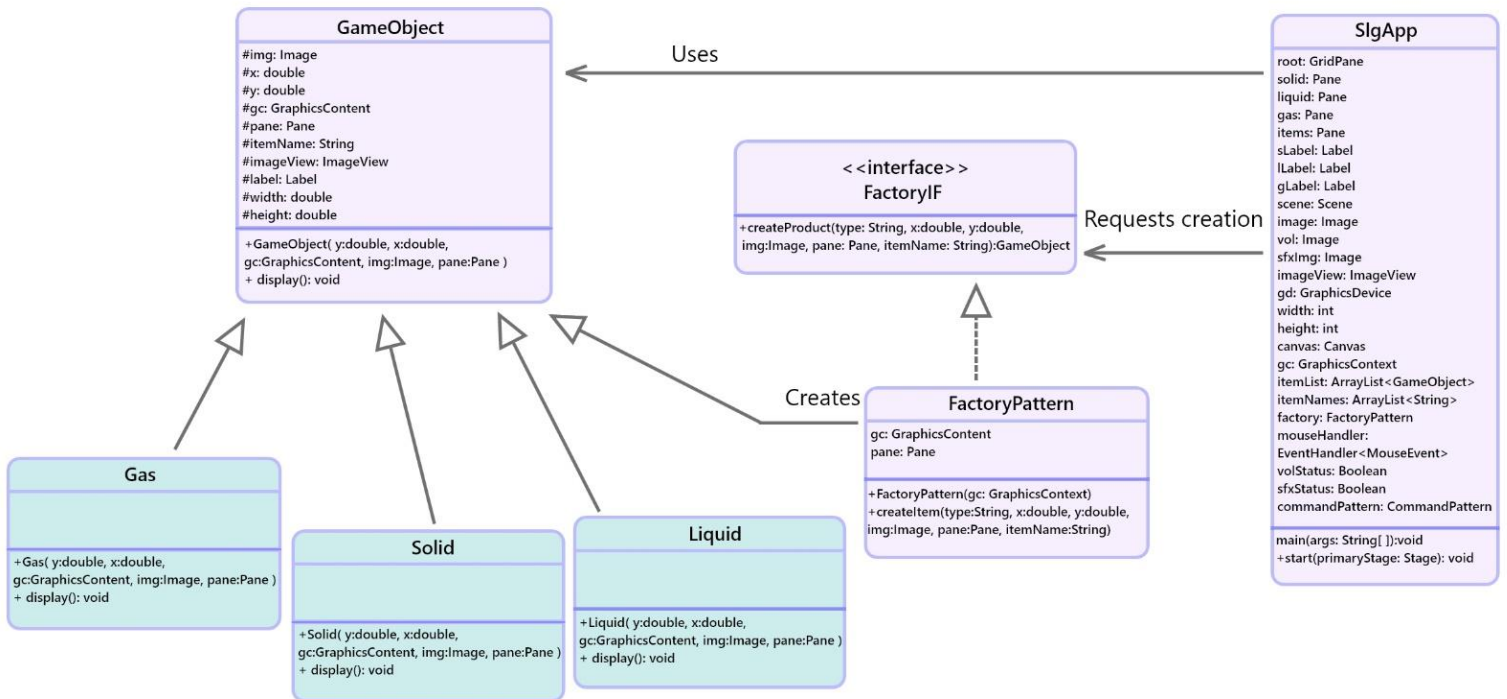 GameObject
#img: Image
#x: double
#y: double
#gc: GraphicsContent
#pane: Pane
#itemName: String
#imageView: ImageView
#label: Label
#width: double
#height: double
+GameObject( y:double, x:double,
gc:GraphicsContent, img:Image, pane:Pane )
+ display(): void
Uses
<<interface>>
FactoryIF
+createProduct(type: String, x:double, y:double,
img:Image, pane: Pane, itemName: String):GameObject
Requests creation
SlgApp
root: GridPane
solid: Pane
liquid: Pane
gas: Pane
items: Pane
sLabel: Label
lLabel: Label
gLabel: Label
scene: Scene
image: Image
vol: Image
sfxImg: Image
imageView: ImageView
gd: GraphicsDevice
width: int
height: int
canvas: Canvas
gc: GraphicsContext
itemList: ArrayList<GameObject>
itemNames: ArrayList<String>
factory: FactoryPattern
mouseHandler:
EventHandler<MouseEvent>
volStatus: Boolean
sfxStatus: Boolean
commandPattern: CommandPattern
main(args: String[ ]):void
+start(primaryStage: Stage): void
Creates
FactoryPattern
gc: GraphicsContent
pane: Pane
+FactoryPattern(gc: GraphicsContext)
+createItem(type:String, x:double, y:double,
img:Image, pane:Pane, itemName:String)
Gas
+Gas( y:double, x:double,
gc:GraphicsContent, img:Image, pane:Pane )
+ display(): void
Solid
+Solid( y:double, x:double,
gc:GraphicsContent, img:Image, pane:Pane )
+ display(): void
Liquid
+Liquid( y:double, x:double,
gc:GraphicsContent, img:Image, pane:Pane )
+ display(): void